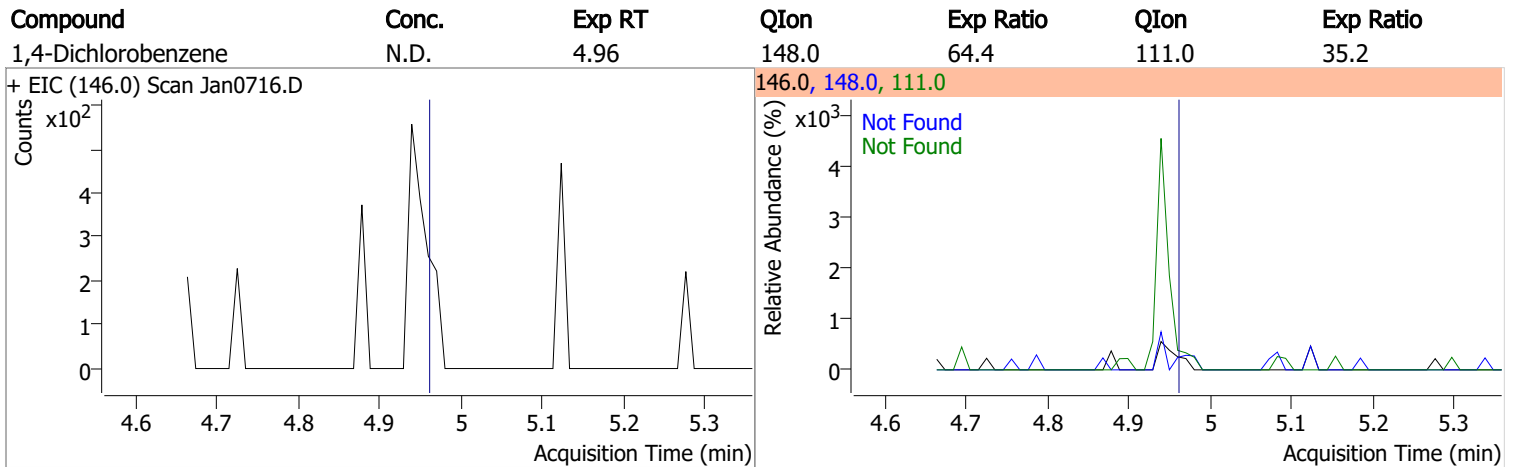 Compound Conc. Exp RT QIon Exp Ratio QIon Exp Ratio
1,4-Dichlorobenzene N.D. 4.96 148.0 64.4 111.0 35.2
+ EIC (146.0) Scan Jan0716.D
Counts
x10²
4
3
2
1
0
4.6 4.7 4.8 4.9 5 5.1 5.2 5.3
Acquisition Time (min)
146.0, 148.0, 111.0
Relative Abundance (%)
x10³
Not Found
Not Found
4
3
2
1
0
4.6 4.7 4.8 4.9 5 5.1 5.2 5.3
Acquisition Time (min)